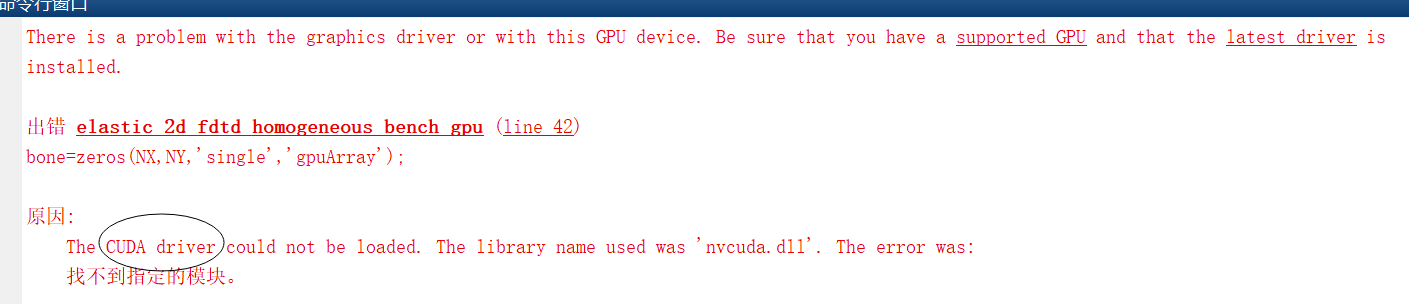 命令行窗口
There is a problem with the graphics driver or with this GPU device. Be sure that you have a supported GPU and that the latest driver is
installed.
出错 elastic_2d_fdtd_homogeneous_bench_gpu (line 42)
bone=zeros(NX,NY,'single','gpuArray');
原因:
The CUDA driver could not be loaded. The library name used was 'nvcuda.dll'. The error was:
找不到指定的模块。